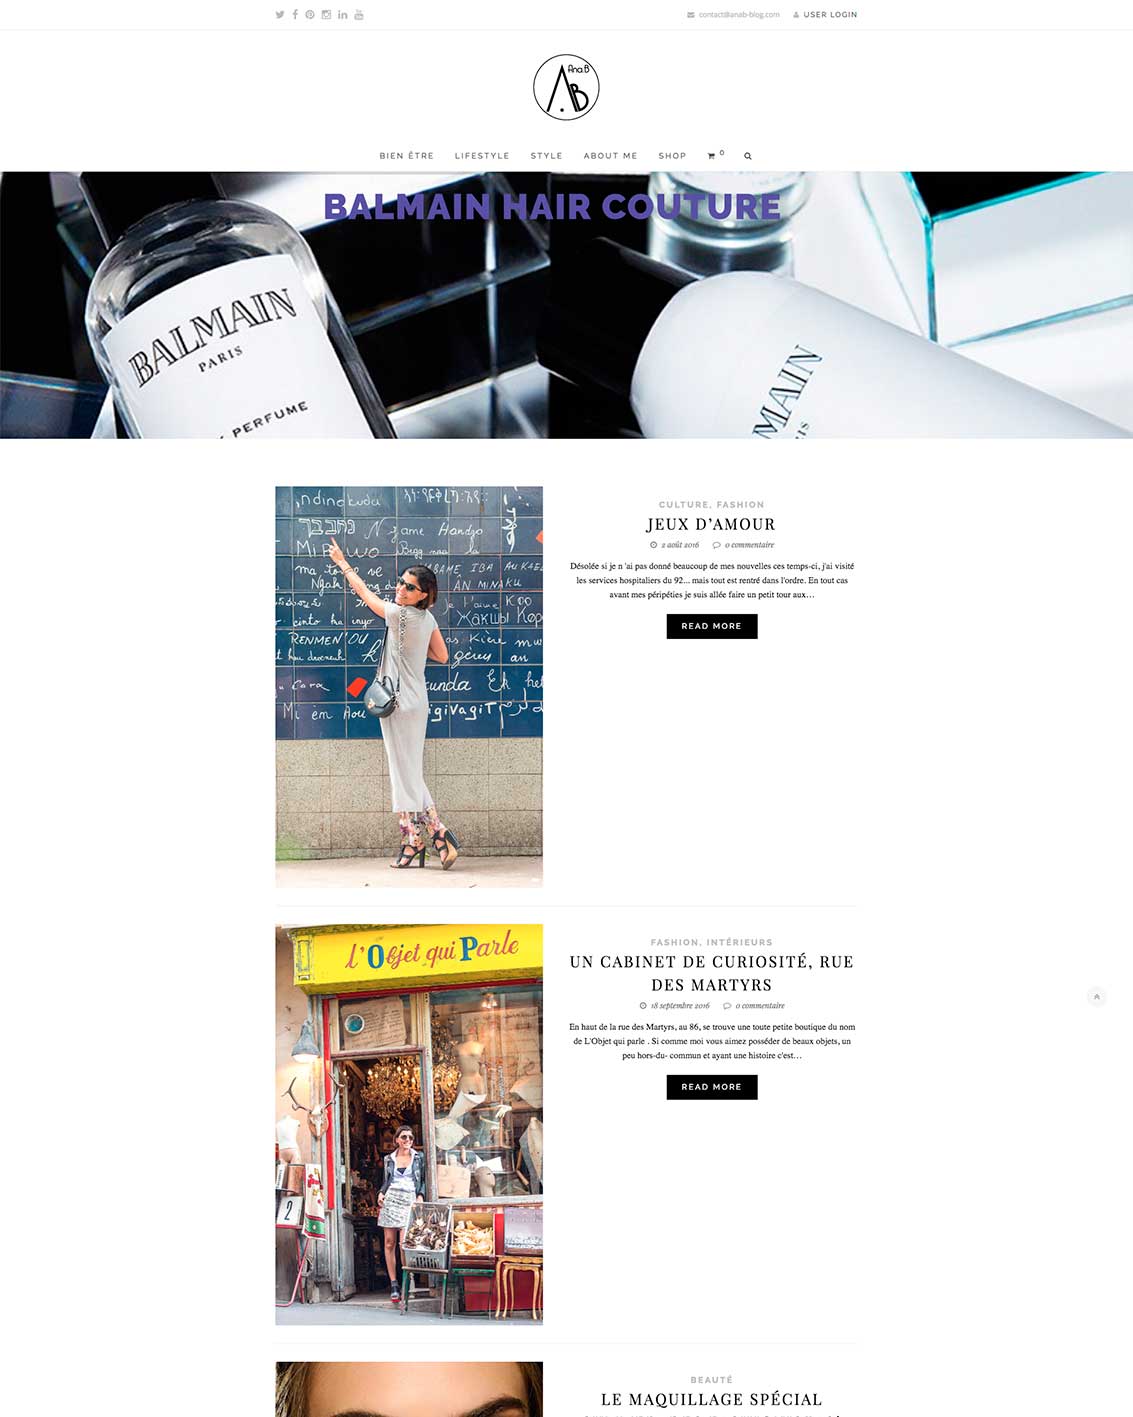 contact@anab-blog.com
USER LOGIN
Ana.B
A.B
BIEN ÊTRE LIFESTYLE STYLE ABOUT ME SHOP 0
BALMAIN HAIR COUTURE
BALMAIN
PARIS
PERFUME
MAIN
IS
CULTURE, FASHION
JEUX D'AMOUR
2 août 2016 0 commentaire
Désolée si je n 'ai pas donné beaucoup de mes nouvelles ces temps-ci, j'ai visité
les services hospitaliers du 92... mais tout est rentré dans l'ordre. En tout cas
avant mes péripéties je suis allée faire un petit tour aux…
READ MORE
l'Objet qui Parle
2
FASHION, INTÉRIEURS
UN CABINET DE CURIOSITÉ, RUE
DES MARTYRS
18 septembre 2016 0 commentaire
En haut de la rue des Martyrs, au 86, se trouve une toute petite boutique du nom
de L'Objet qui parle . Si comme moi vous aimez posséder de beaux objets, un
peu hors-du- commun et ayant une histoire c'est…
READ MORE
BEAUTÉ
LE MAQUILLAGE SPÉCIAL